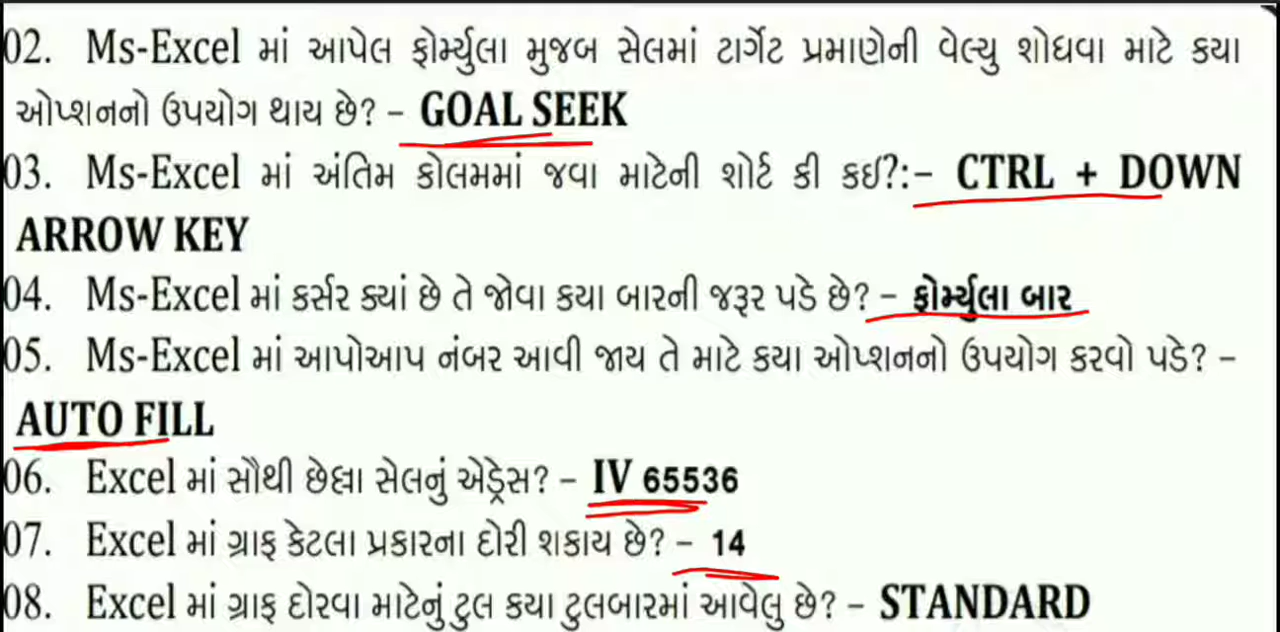 02. Ms-Excel માં આપેલ ફોર્મ્યુલા મુજબ સેલમાં ટાર્ગેટ પ્રમાણેની વેલ્યુ શોધવા માટે કયા
ઓપ્શનનો ઉપયોગ થાય છે? – GOAL SEEK
03. Ms-Excel માં અંતિમ કોલમમાં જવા માટેની શોર્ટ કી કઈ?:– CTRL + DOWN
ARROW KEY
04. Ms-Excel માં કર્સર ક્યાં છે તે જોવા કયા બારની જરૂર પડે છે? – ફોર્મ્યુલા બાર
05. Ms-Excel માં આપોઆપ નંબર આવી જાય તે માટે કયા ઓપ્શનનો ઉપયોગ કરવો પડે? –
AUTO FILL
06. Excel માં સૌથી છેલ્લા સેલનું એડ્રેસ? – IV 65536
07. Excel માં ગ્રાફ કેટલા પ્રકારના દોરી શકાય છે? – 14
08. Excel માં ગ્રાફ દોરવા માટેનું ટુલ કયા ટુલબારમાં આવેલુ છે? – STANDARD